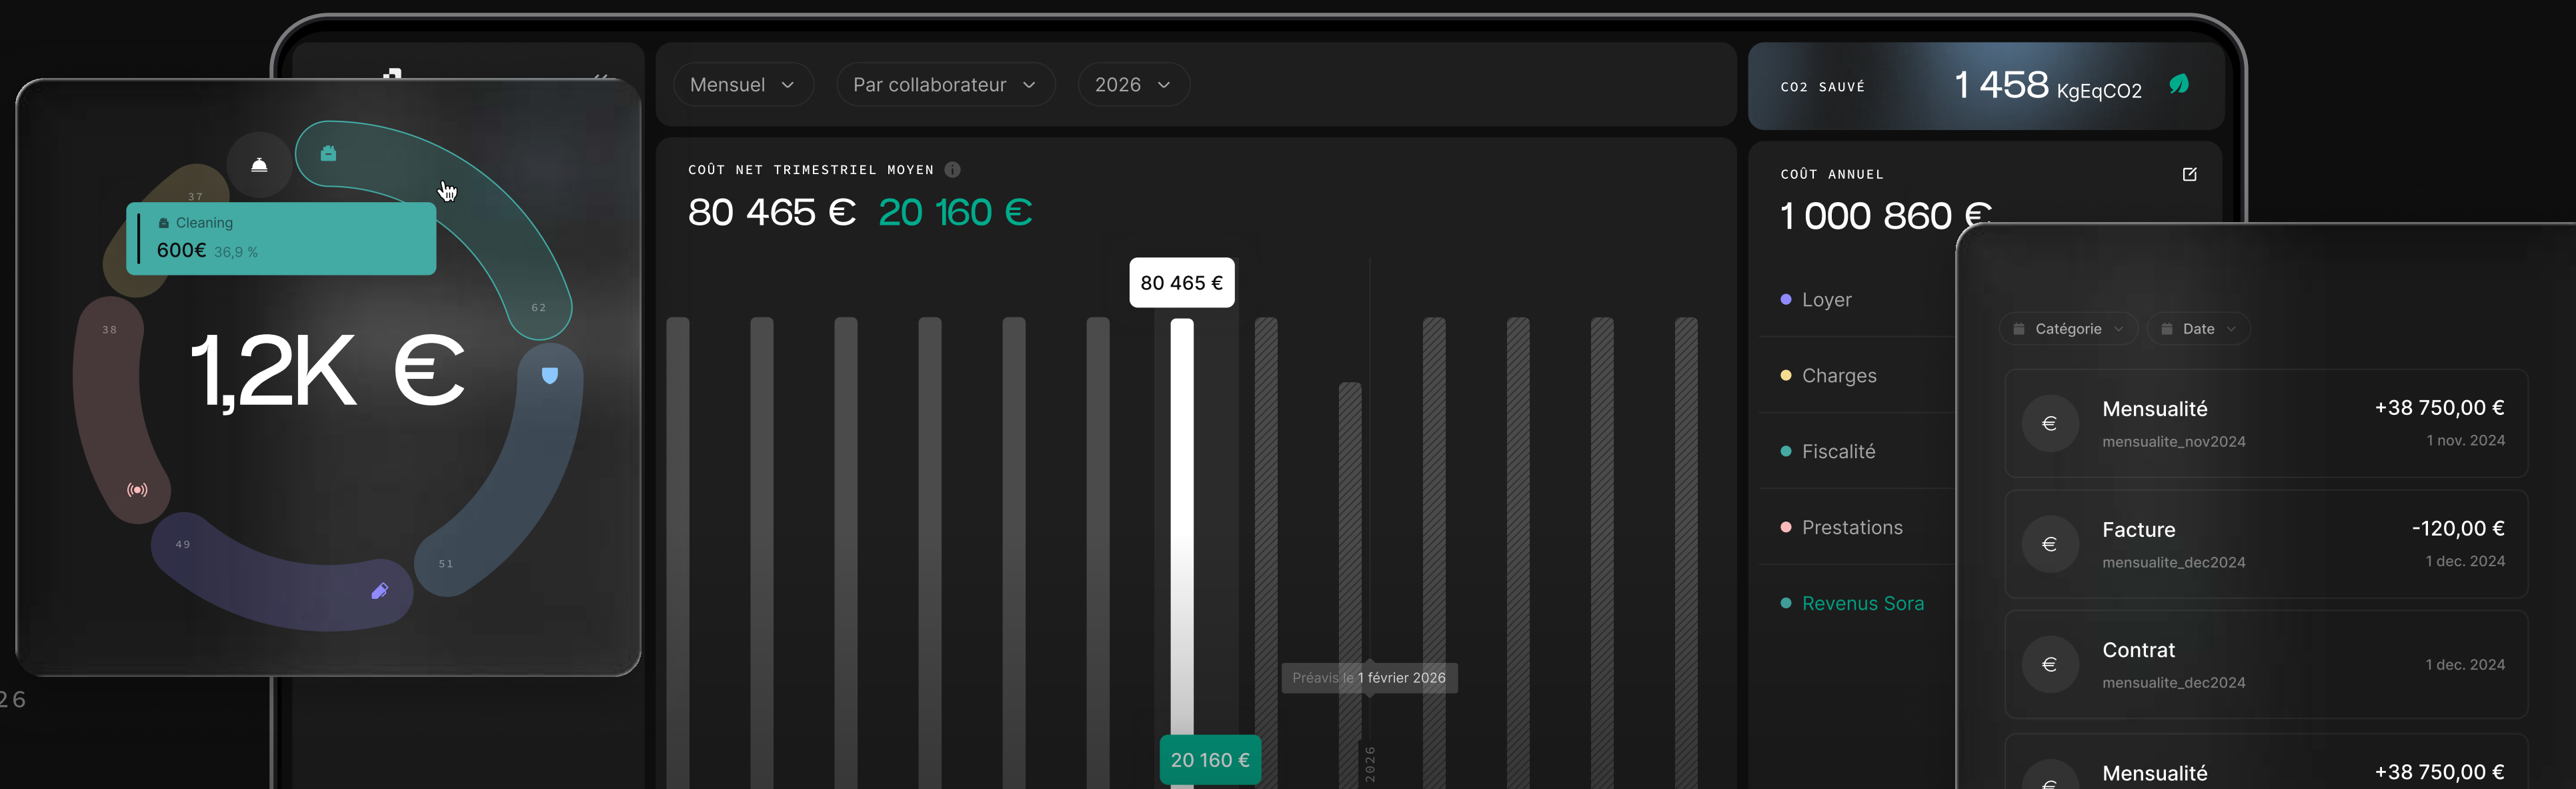 Mensuel
Par collaborateur
2026
CO2 SAUVÉ
1 458 KgEqCO2
COÛT NET TRIMESTRIEL MOYEN
80 465 € 20 160 €
COÛT ANNUEL
1 000 860 €
37
Cleaning
600€ 36,9 %
62
38
1,2K €
49
51
26
80 465 €
Préavis le 1 février 2026
20 160 €
2026
Loyer
Charges
Fiscalité
Prestations
Revenus Sora
Catégorie
Date
Mensualité
+38 750,00 €
mensualite_nov2024
1 nov. 2024
Facture
-120,00 €
mensualite_dec2024
1 dec. 2024
Contrat
1 dec. 2024
mensualite_dec2024
Mensualité
+38 750,00 €